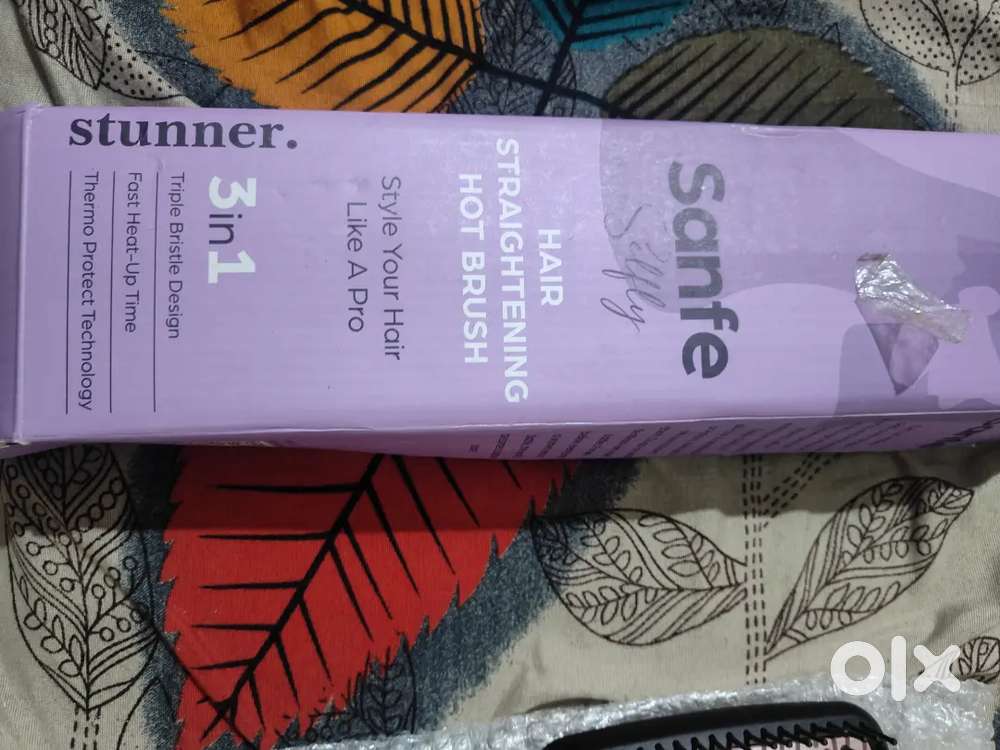 Sanfe
Selfly
HAIR
STRAIGHTENING
HOT BRUSH
Style Your Hair
Like A Pro
3in1
Triple Bristle Design
Fast Heat-Up Time
Thermo Protect Technology
stunner.
olx